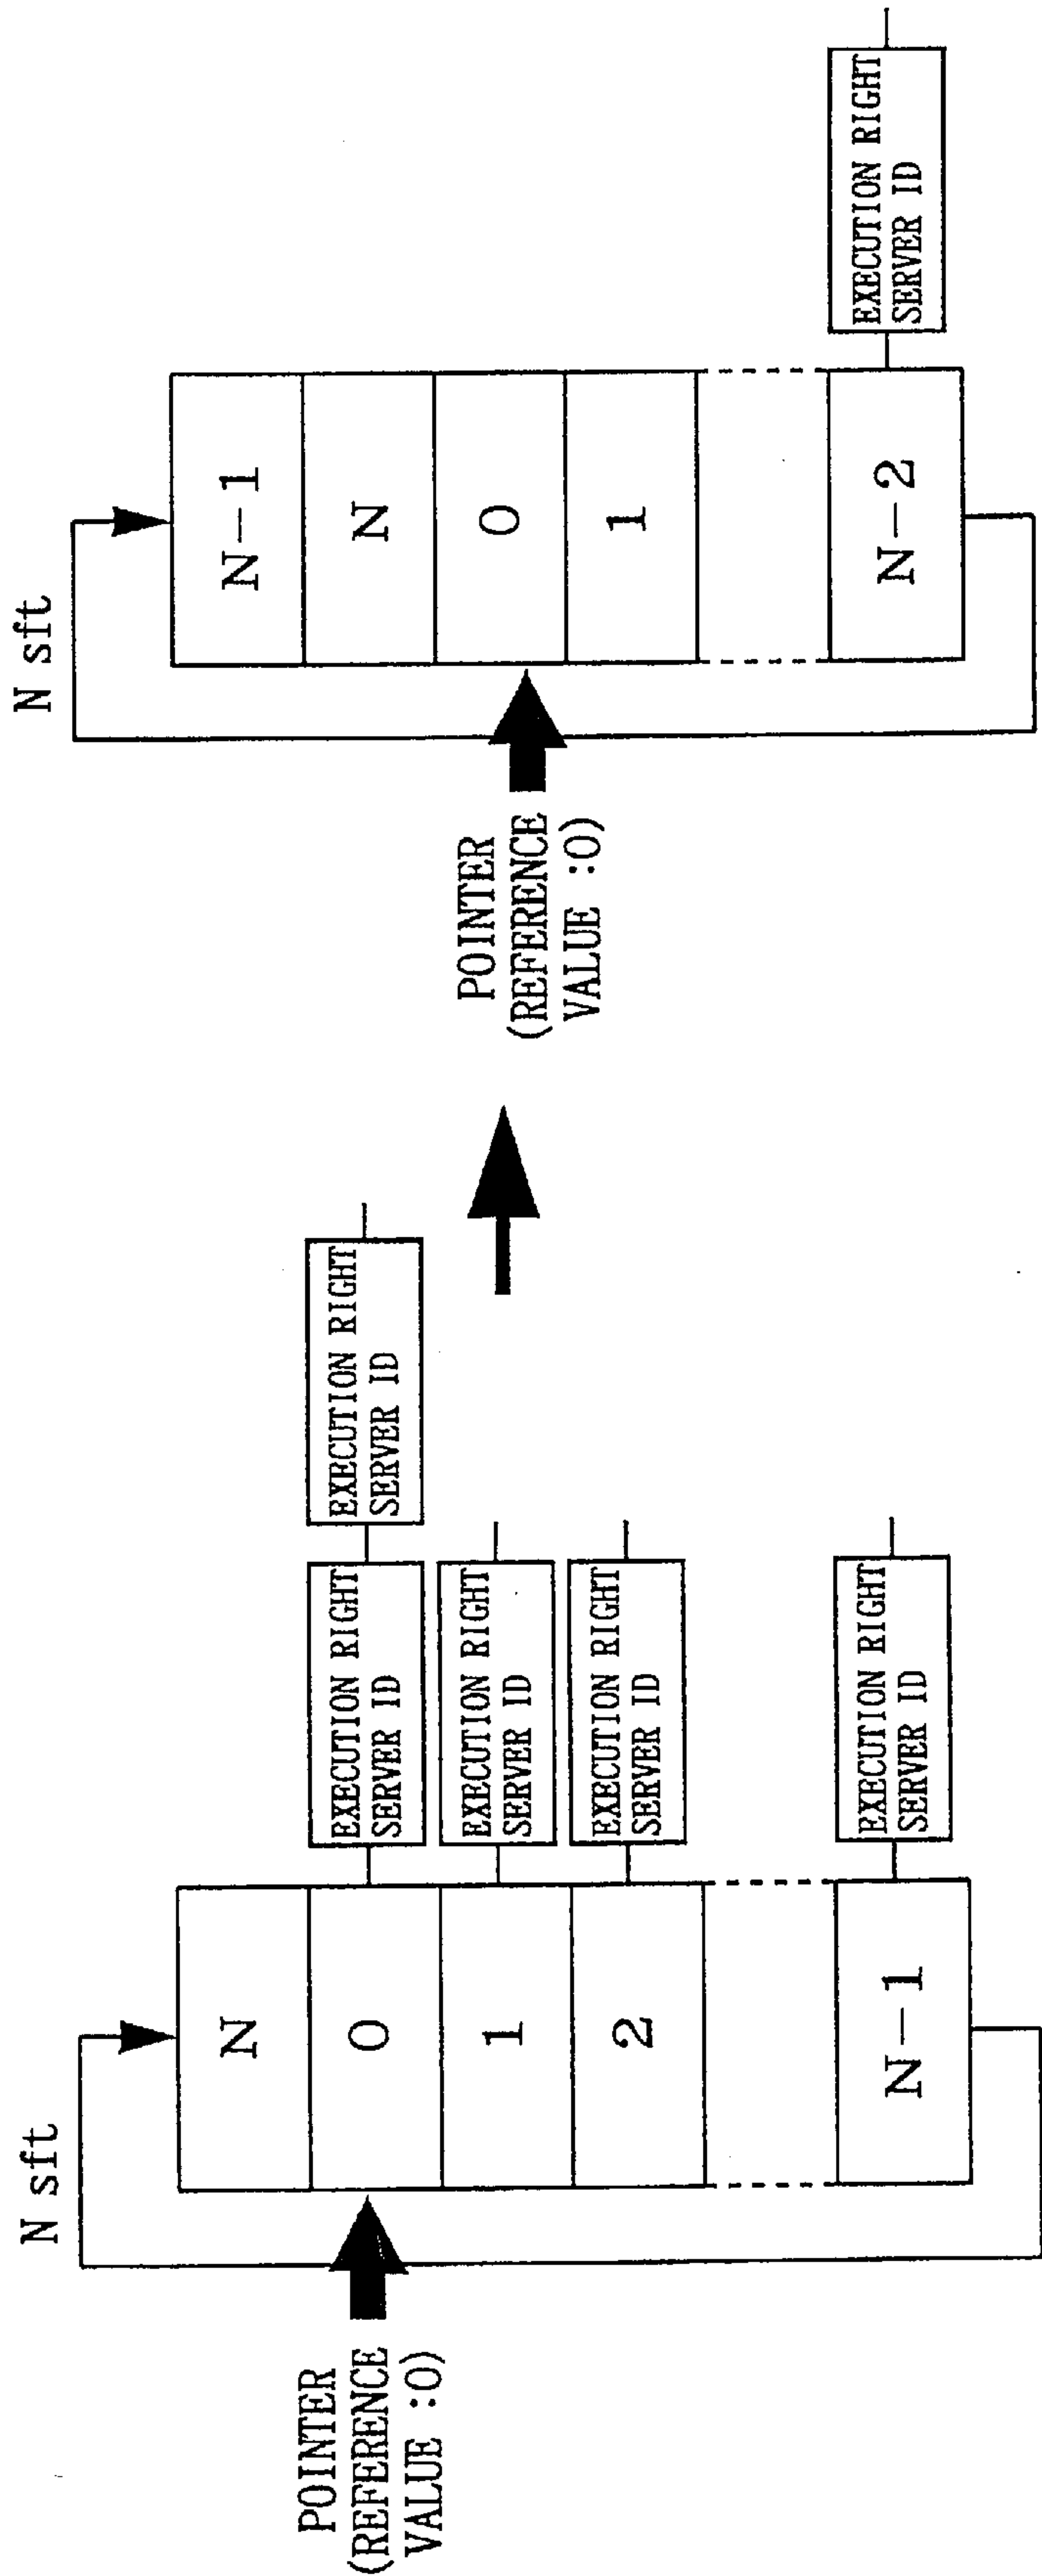 N sft
POINTER
(REFERENCE
VALUE :0)
N
0
1
2
N-1
EXECUTION RIGHT
SERVER ID
EXECUTION RIGHT
SERVER ID
EXECUTION RIGHT
SERVER ID
EXECUTION RIGHT
SERVER ID
EXECUTION RIGHT
SERVER ID
N sft
POINTER
(REFERENCE
VALUE :0)
N-1
N
0
1
N-2
EXECUTION RIGHT
SERVER ID